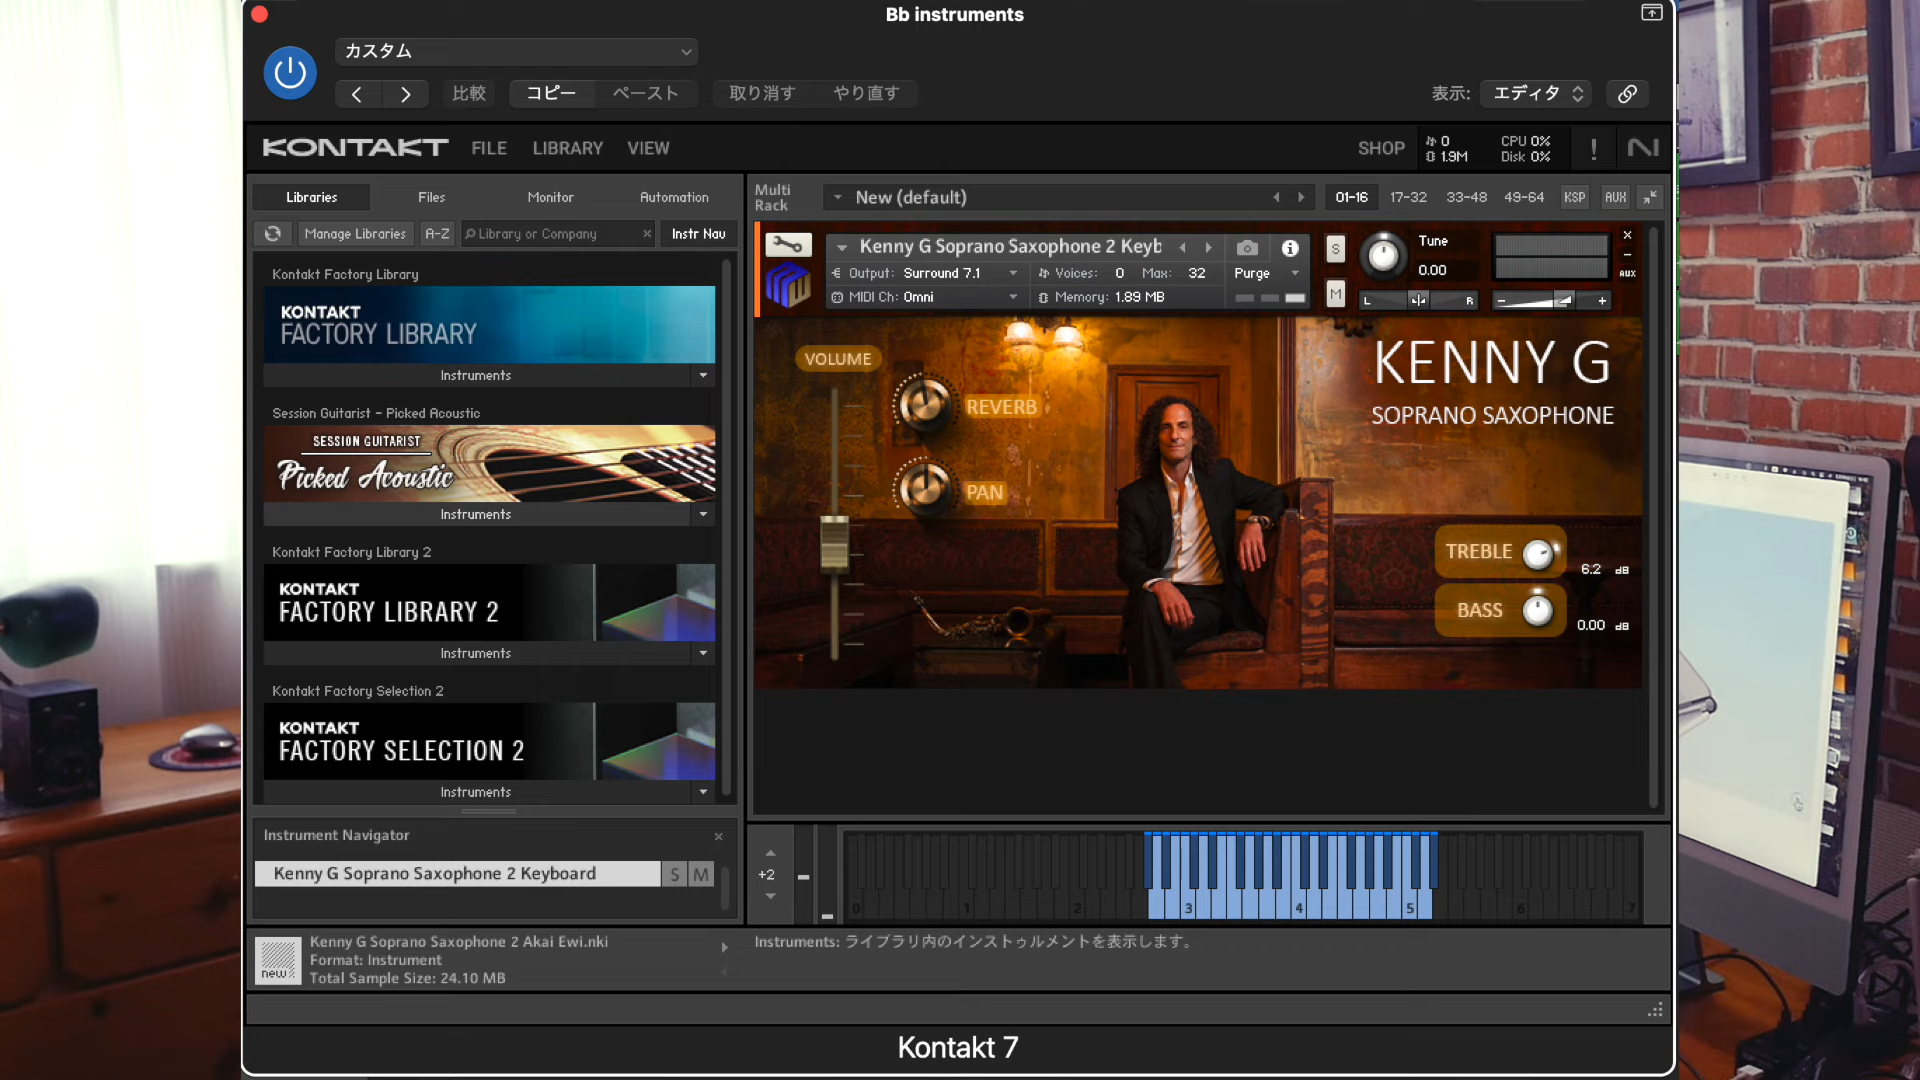 Bb instruments
カスタム
比較 コピー ペースト 取り消す やり直す 表示: エディタ
KONTAKT FILE LIBRARY VIEW SHOP 0 1.9M CPU 0% Disk 0% !
Libraries Files Monitor Automation
Manage Libraries A-Z Library or Company × Instr Nav
Kontakt Factory Library
KONTAKT
FACTORY LIBRARY
Instruments
Session Guitarist - Picked Acoustic
SESSION GUITARIST
Picked Acoustic
Instruments
Kontakt Factory Library 2
KONTAKT
FACTORY LIBRARY 2
Instruments
Kontakt Factory Selection 2
KONTAKT
FACTORY SELECTION 2
Instruments
Instrument Navigator ×
Kenny G Soprano Saxophone 2 Keyboard S M
Multi Rack New (default) 01-16 17-32 33-48 49-64 KSP AUX
Kenny G Soprano Saxophone 2 Keyb S Tune ×
Output: Surround 7.1 Voices: 0 Max: 32 Purge 0.00 AUX
MIDI Ch: Omni Memory: 1.89 MB M L R − +
VOLUME
REVERB
PAN
KENNY G
SOPRANO SAXOPHONE
TREBLE 6.2 dB
BASS 0.00 dB
+2
0 1 2 3 4 5 6 7
new
Kenny G Soprano Saxophone 2 Akai Ewi.nki
Format: Instrument
Total Sample Size: 24.10 MB
Instruments: ライブラリ内のインストゥルメントを表示します。
Kontakt 7